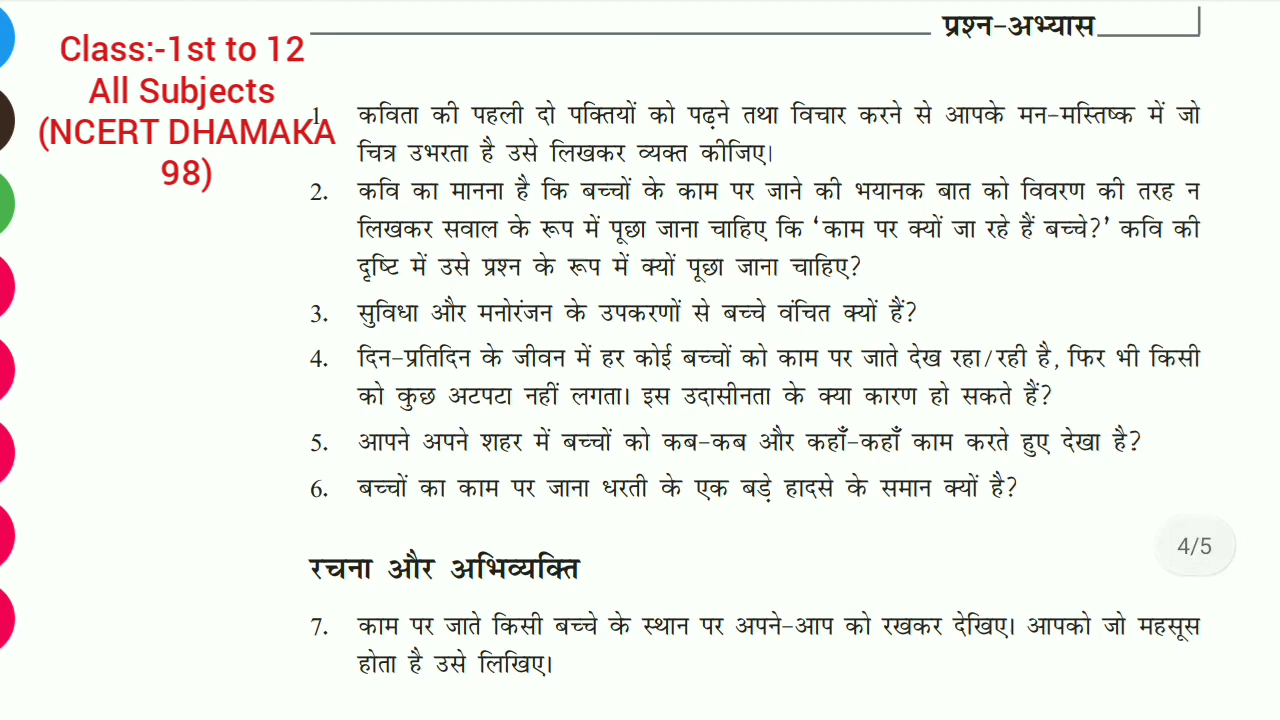 प्रश्न-अभ्यास
Class:-1st to 12
All Subjects
(NCERT DHAMAKA
98)
1. कविता की पहली दो पंक्तियों को पढ़ने तथा विचार करने से आपके मन-मस्तिष्क में जो
चित्र उभरता है उसे लिखकर व्यक्त कीजिए।
2. कवि का मानना है कि बच्चों के काम पर जाने की भयानक बात को विवरण की तरह न
लिखकर सवाल के रूप में पूछा जाना चाहिए कि ‘काम पर क्यों जा रहे हैं बच्चे?’ कवि की
दृष्टि में उसे प्रश्न के रूप में क्यों पूछा जाना चाहिए?
3. सुविधा और मनोरंजन के उपकरणों से बच्चे वंचित क्यों हैं?
4. दिन-प्रतिदिन के जीवन में हर कोई बच्चों को काम पर जाते देख रहा/रही है, फिर भी किसी
को कुछ अटपटा नहीं लगता। इस उदासीनता के क्या कारण हो सकते हैं?
5. आपने अपने शहर में बच्चों को कब-कब और कहाँ-कहाँ काम करते हुए देखा है?
6. बच्चों का काम पर जाना धरती के एक बड़े हादसे के समान क्यों है?
4/5
रचना और अभिव्यक्ति
7. काम पर जाते किसी बच्चे के स्थान पर अपने-आप को रखकर देखिए। आपको जो महसूस
होता है उसे लिखिए।